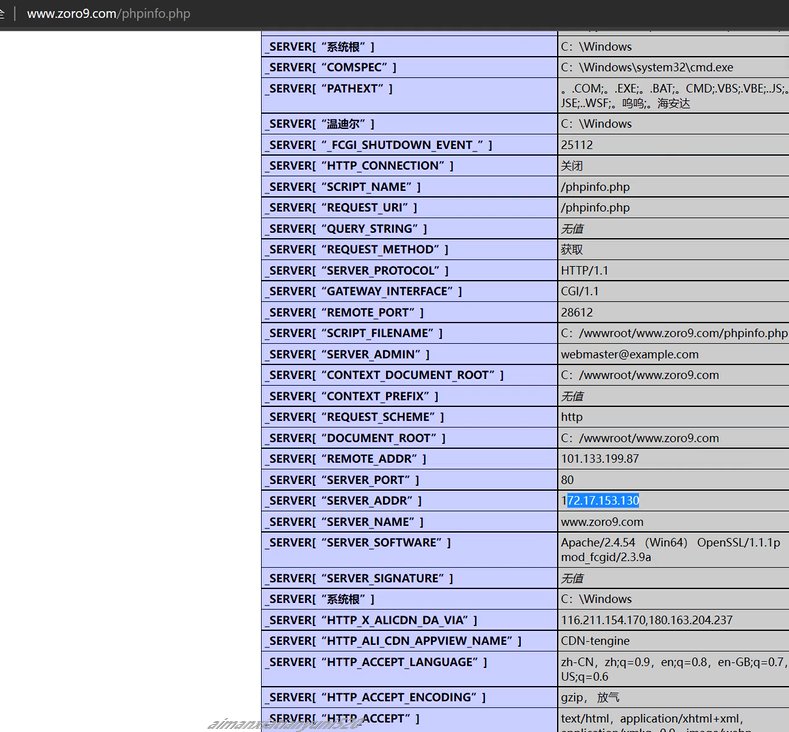 全 | www.zoro9.com/phpinfo.php
_SERVER[ “系统根” ] C: \Windows
_SERVER[ “COMSPEC” ] C: \Windows\system32\cmd.exe
_SERVER[ “PATHEXT” ] 。.COM;。.EXE;。.BAT;。CMD;.VBS;.VBE;..JS;。
JSE;..WSF;。呜呜;。海安达
_SERVER[ “温迪尔” ] C: \Windows
_SERVER[ “_FCGI_SHUTDOWN_EVENT_” ] 25112
_SERVER[ “HTTP_CONNECTION” ] 关闭
_SERVER[ “SCRIPT_NAME” ] /phpinfo.php
_SERVER[ “REQUEST_URI” ] /phpinfo.php
_SERVER[ “QUERY_STRING” ] 无值
_SERVER[ “REQUEST_METHOD” ] 获取
_SERVER[ “SERVER_PROTOCOL” ] HTTP/1.1
_SERVER[ “GATEWAY_INTERFACE” ] CGI/1.1
_SERVER[ “REMOTE_PORT” ] 28612
_SERVER[ “SCRIPT_FILENAME” ] C: /wwwroot/www.zoro9.com/phpinfo.php
_SERVER[ “SERVER_ADMIN” ] webmaster@example.com
_SERVER[ “CONTEXT_DOCUMENT_ROOT” ] C: /wwwroot/www.zoro9.com
_SERVER[ “CONTEXT_PREFIX” ] 无值
_SERVER[ “REQUEST_SCHEME” ] http
_SERVER[ “DOCUMENT_ROOT” ] C: /wwwroot/www.zoro9.com
_SERVER[ “REMOTE_ADDR” ] 101.133.199.87
_SERVER[ “SERVER_PORT” ] 80
_SERVER[ “SERVER_ADDR” ] 172.17.153.130
_SERVER[ “SERVER_NAME” ] www.zoro9.com
_SERVER[ “SERVER_SOFTWARE” ] Apache/2.4.54 （Win64） OpenSSL/1.1.1p
mod_fcgid/2.3.9a
_SERVER[ “SERVER_SIGNATURE” ] 无值
_SERVER[ “系统根” ] C: \Windows
_SERVER[ “HTTP_X_ALICDN_DA_VIA” ] 116.211.154.170,180.163.204.237
_SERVER[ “HTTP_ALI_CDN_APPVIEW_NAME” ] CDN-tengine
_SERVER[ “HTTP_ACCEPT_LANGUAGE” ] zh-CN，zh;q=0.9，en;q=0.8，en-GB;q=0.7,
US;q=0.6
_SERVER[ “HTTP_ACCEPT_ENCODING” ] gzip， 放气
_SERVER[ “HTTP_ACCEPT” ] text/html，application/xhtml+xml，